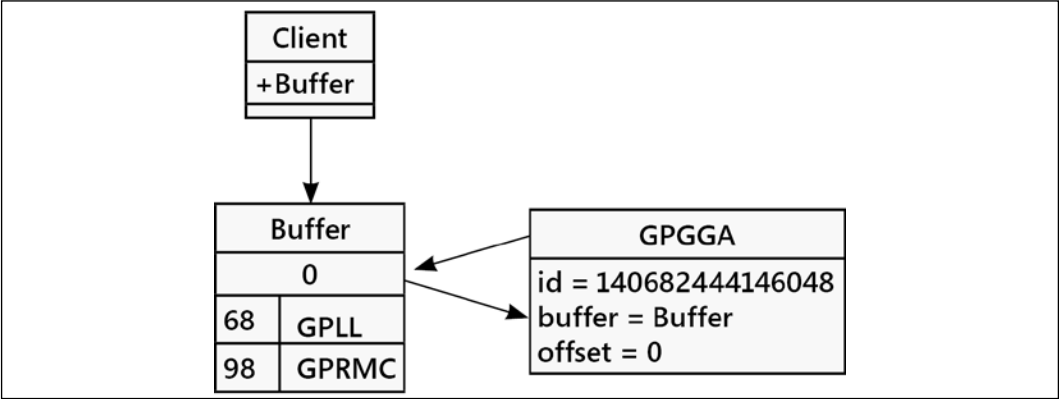 Client
+Buffer
Buffer
0
68 GPLL
98 GPRMC
GPGGA
id = 140682444146048
buffer = Buffer
offset = 0